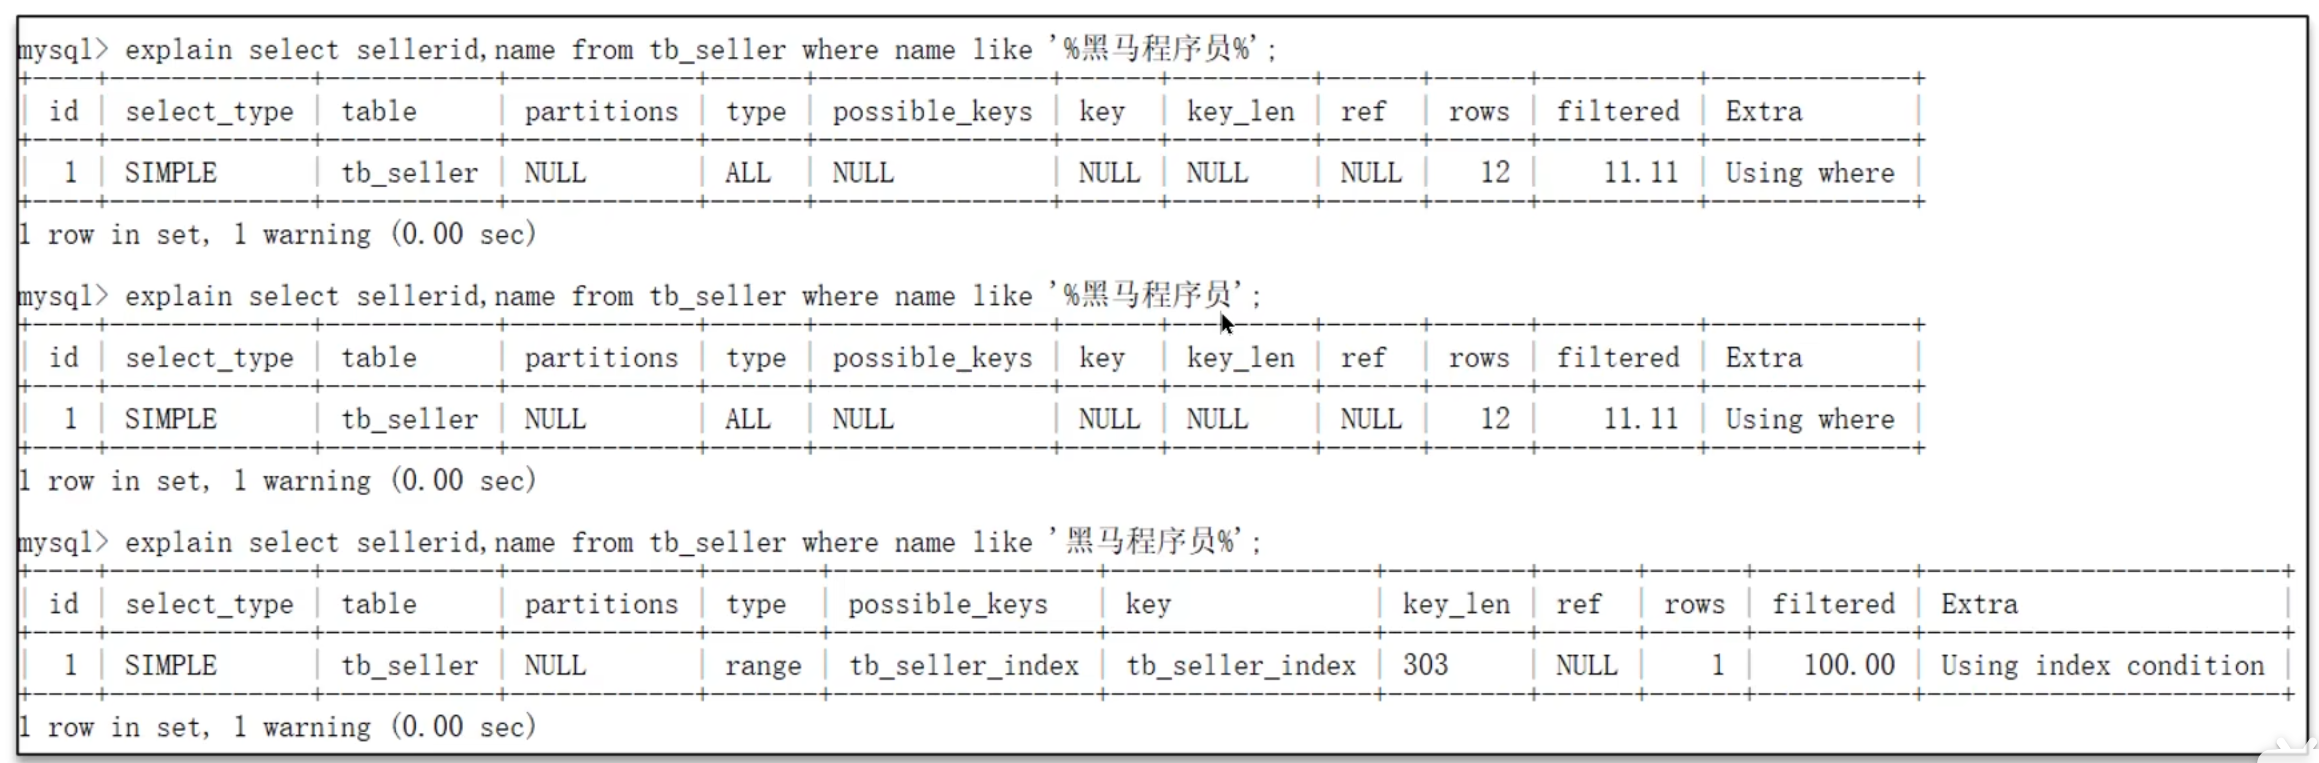 mysql> explain select sellerid,name from tb_seller where name like '%黑马程序员%';
+----+-------------+-----------+------------+------+---------------+------+---------+------+------+----------+-------------+
| id | select_type | table     | partitions | type | possible_keys | key  | key_len | ref  | rows | filtered | Extra       |
+----+-------------+-----------+------------+------+---------------+------+---------+------+------+----------+-------------+
| 1 | SIMPLE      | tb_seller | NULL       | ALL  | NULL          | NULL | NULL    | NULL | 12 | 11.11 | Using where |
+----+-------------+-----------+------------+------+---------------+------+---------+------+------+----------+-------------+
1 row in set, 1 warning (0.00 sec)
mysql> explain select sellerid,name from tb_seller where name like '%黑马程序员';
+----+-------------+-----------+------------+------+---------------+------+---------+------+------+----------+-------------+
| id | select_type | table     | partitions | type | possible_keys | key  | key_len | ref  | rows | filtered | Extra       |
+----+-------------+-----------+------------+------+---------------+------+---------+------+------+----------+-------------+
| 1 | SIMPLE      | tb_seller | NULL       | ALL  | NULL          | NULL | NULL    | NULL | 12 | 11.11 | Using where |
+----+-------------+-----------+------------+------+---------------+------+---------+------+------+----------+-------------+
1 row in set, 1 warning (0.00 sec)
mysql> explain select sellerid,name from tb_seller where name like '黑马程序员%';
+----+-------------+-----------+------------+-------+-----------------+-----------------+---------+------+------+----------+-----------------------+
| id | select_type | table     | partitions | type  | possible_keys   | key             | key_len | ref  | rows | filtered | Extra                 |
+----+-------------+-----------+------------+-------+-----------------+-----------------+---------+------+------+----------+-----------------------+
| 1 | SIMPLE      | tb_seller | NULL       | range | tb_seller_index | tb_seller_index | 303     | NULL | 1 | 100.00 | Using index condition |
+----+-------------+-----------+------------+-------+-----------------+-----------------+---------+------+------+----------+-----------------------+
1 row in set, 1 warning (0.00 sec)